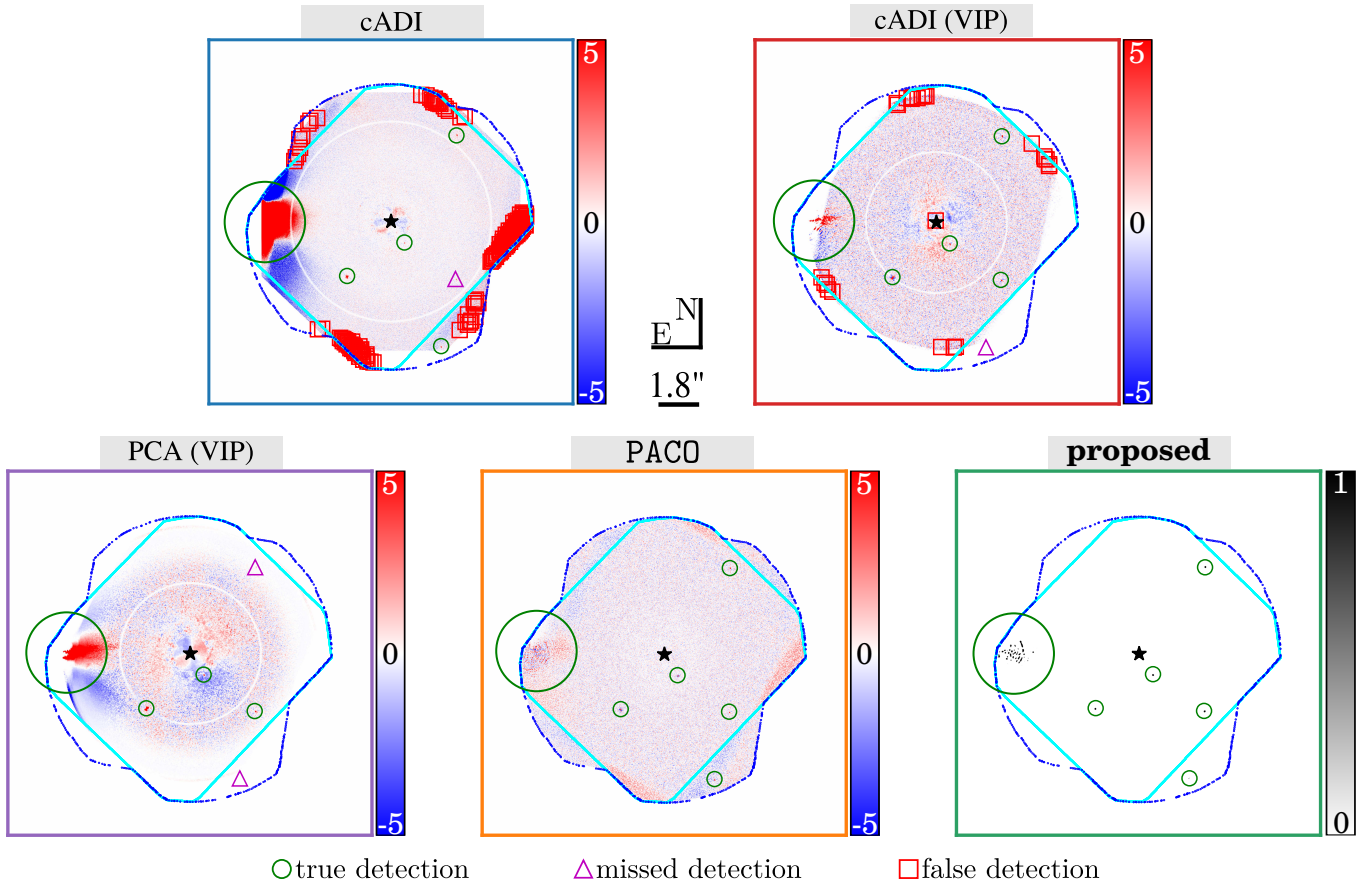 cADI
cADI (VIP)
5
0
-5
5
0
-5
N
E
1.8"
PCA (VIP)
PACO
proposed
5
0
-5
5
0
-5
1
0
true detection
missed detection
false detection